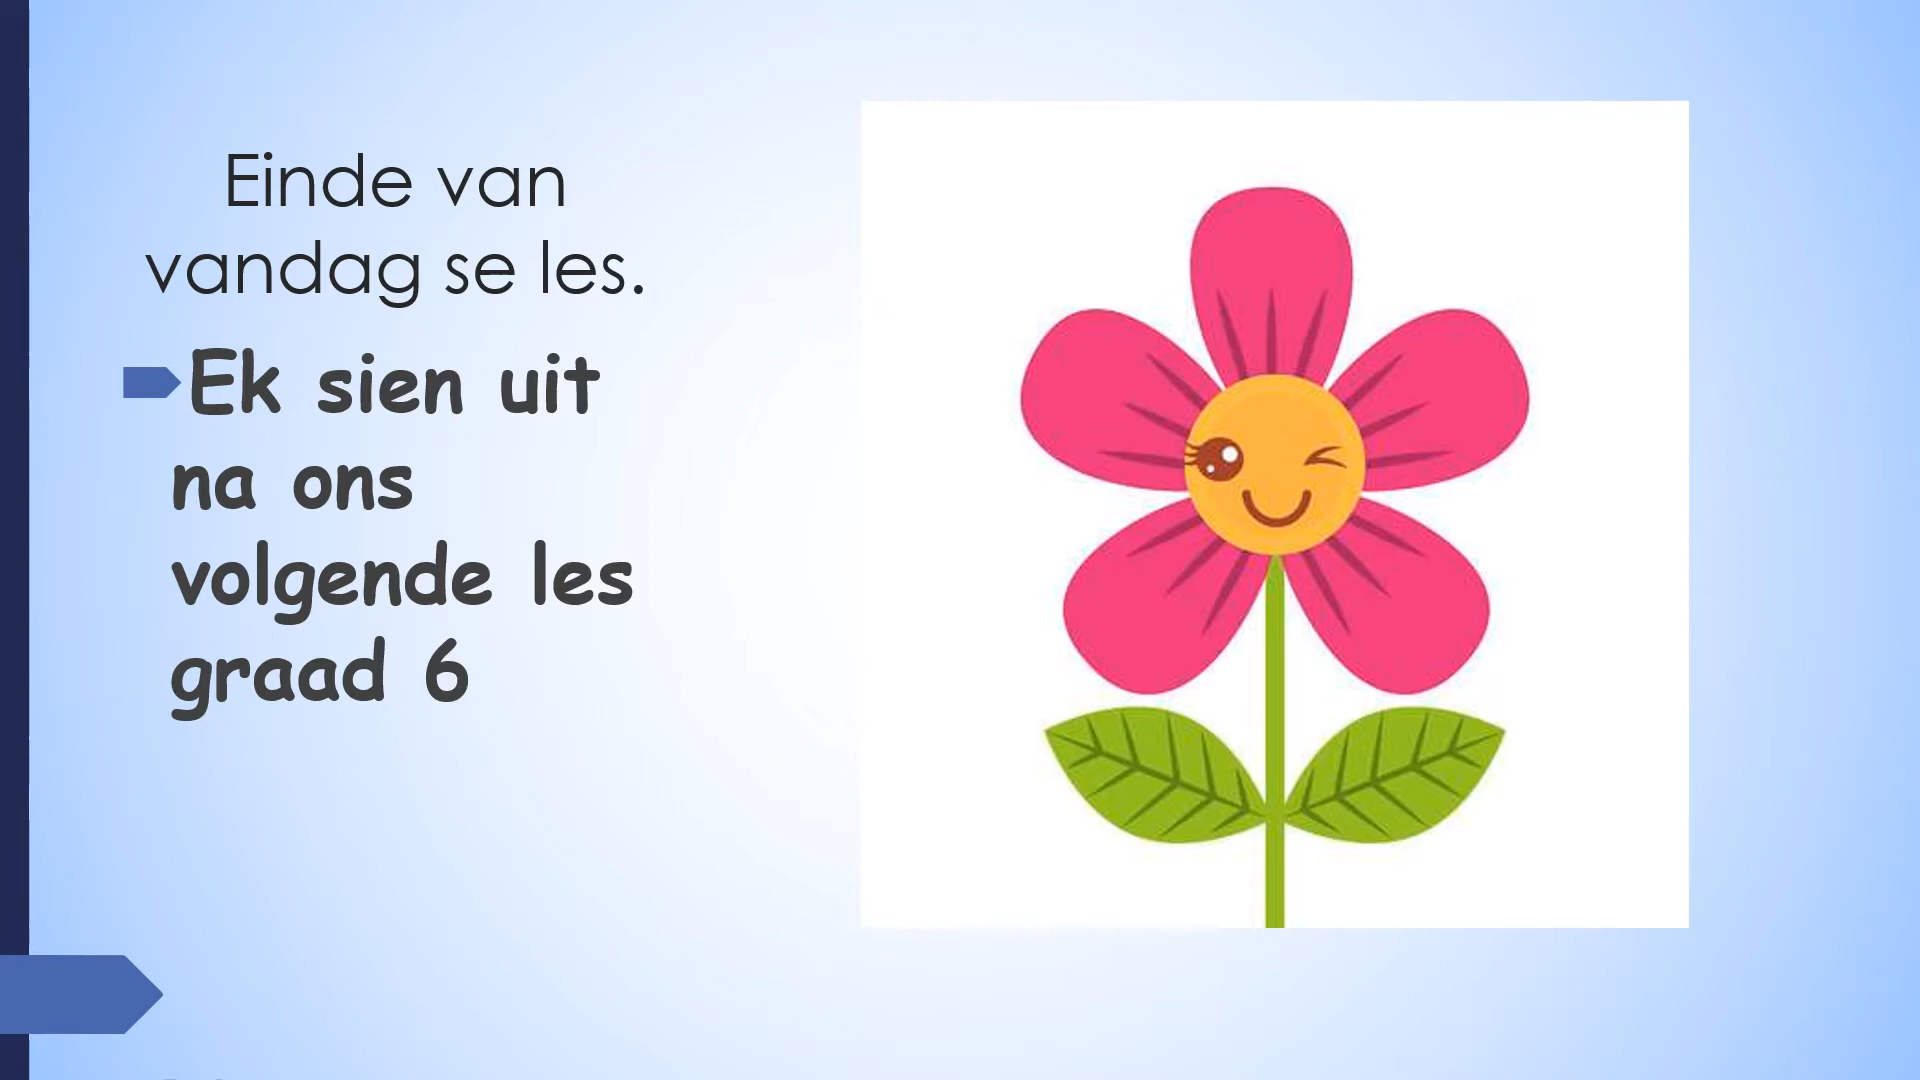 Einde van
vandag se les.
Ek sien uit
na ons
volgende les
graad 6